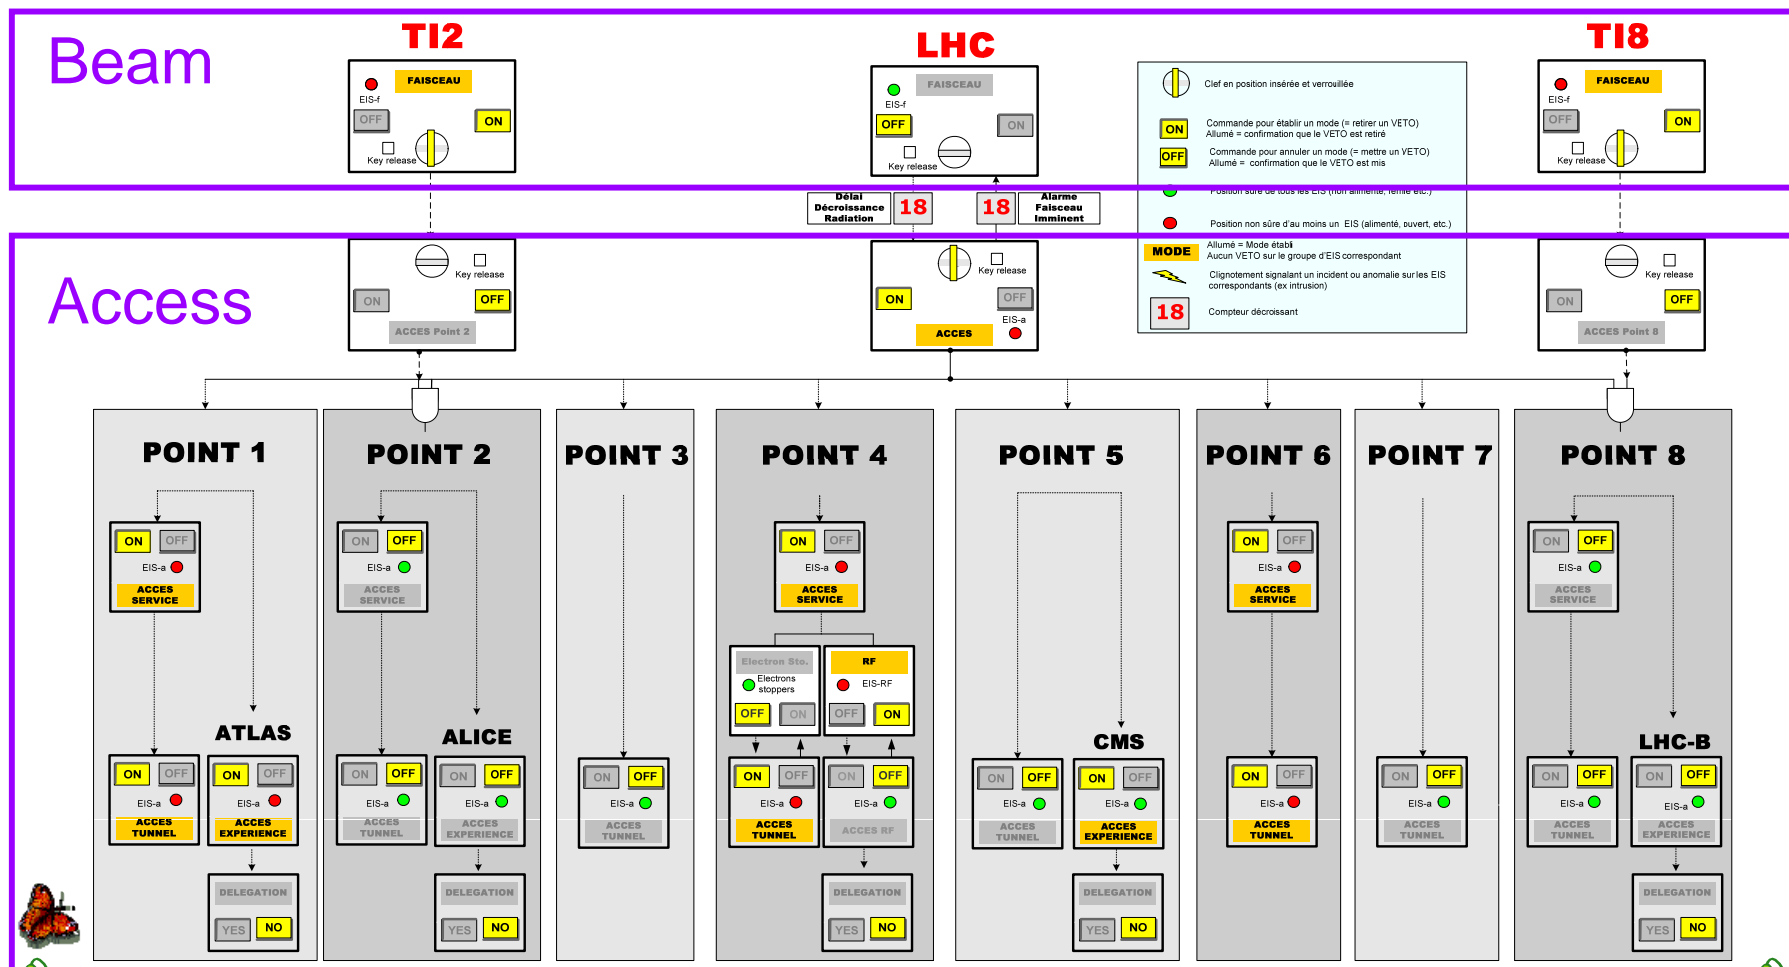 Beam
TI2
LHC
TI8
FAISCEAU
EIS-f
OFF
ON
Key release
FAISCEAU
EIS-f
OFF
ON
Key release
FAISCEAU
EIS-f
OFF
ON
Key release
Clef en position insérée et verrouillée
ON
Commande pour établir un mode (= retirer un VETO)
Allumé = confirmation que le VETO est retiré
OFF
Commande pour annuler un mode (= mettre un VETO)
Allumé = confirmation que le VETO est mis
Position sûre de tous les EIS (non alimenté, fermé etc.)
Position non sûre d'au moins un EIS (alimenté, ouvert, etc.)
MODE
Allumé = Mode établi
Aucun VETO sur le groupe d'EIS correspondant
Clignotement signalant un incident ou anomalie sur les EIS
correspondants (ex intrusion)
18
Compteur décroissant
Délai
Décroissance
Radiation
18
18
Alarme
Faisceau
Imminent
Access
Key release
ON
OFF
ACCES Point 2
Key release
ON
OFF
EIS-a
ACCES
Key release
ON
OFF
ACCES Point 8
POINT 1
POINT 2
POINT 3
POINT 4
POINT 5
POINT 6
POINT 7
POINT 8
ON
OFF
EIS-a
ACCES
SERVICE
ON
OFF
EIS-a
ACCES
SERVICE
ON
OFF
EIS-a
ACCES
SERVICE
ON
OFF
EIS-a
ACCES
SERVICE
ON
OFF
EIS-a
ACCES
SERVICE
Electron Sto.
Electrons
stoppers
OFF
ON
RF
EIS-RF
OFF
ON
ATLAS
ALICE
CMS
LHC-B
ON
OFF
EIS-a
ACCES
TUNNEL
ON
OFF
EIS-a
ACCES
EXPERIENCE
ON
OFF
EIS-a
ACCES
TUNNEL
ON
OFF
EIS-a
ACCES
EXPERIENCE
ON
OFF
EIS-a
ACCES
TUNNEL
ON
OFF
EIS-a
ACCES
TUNNEL
ON
OFF
EIS-a
ACCES RF
ON
OFF
EIS-a
ACCES
TUNNEL
ON
OFF
EIS-a
ACCES
EXPERIENCE
ON
OFF
EIS-a
ACCES
TUNNEL
ON
OFF
EIS-a
ACCES
TUNNEL
ON
OFF
EIS-a
ACCES
TUNNEL
ON
OFF
EIS-a
ACCES
EXPERIENCE
DELEGATION
YES
NO
DELEGATION
YES
NO
DELEGATION
YES
NO
DELEGATION
YES
NO
DELEGATION
YES
NO